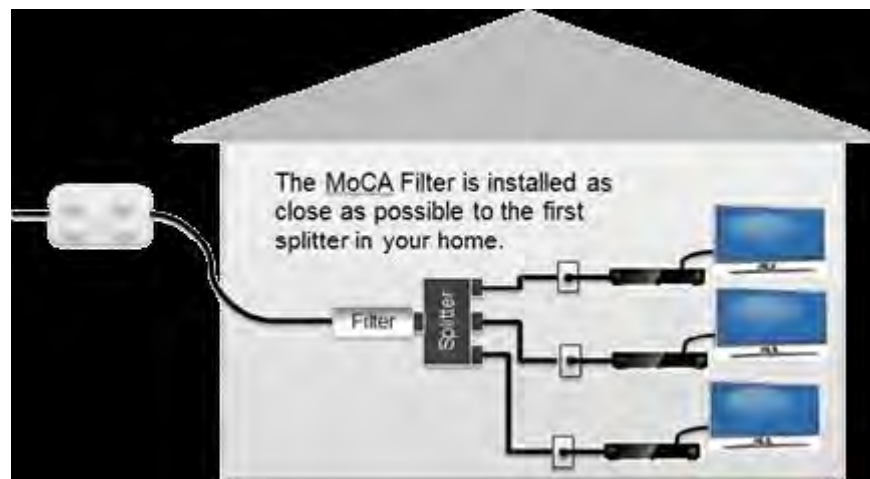 The MoCA Filter is installed as
close as possible to the first
splitter in your home.
Filter
Splitter